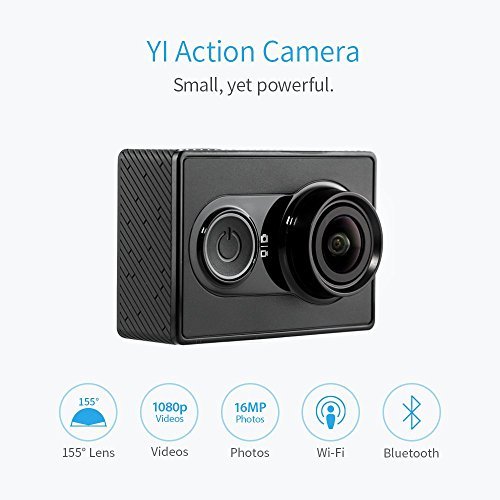 YI Action Camera
Small, yet powerful.
155°
1080p
Videos
16MP
Photos
155° Lens
Videos
Photos
Wi-Fi
Bluetooth